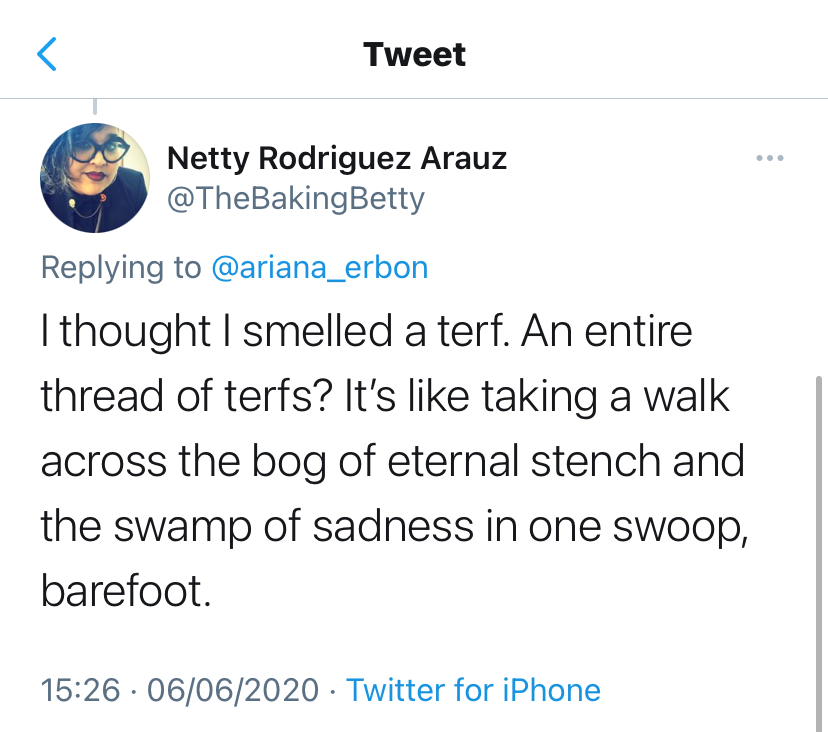 Tweet
Netty Rodriguez Arauz
@TheBakingBetty
Replying to @ariana_erbon
I thought I smelled a terf. An entire
thread of terfs? It’s like taking a walk
across the bog of eternal stench and
the swamp of sadness in one swoop,
barefoot.
15:26 · 06/06/2020 · Twitter for iPhone